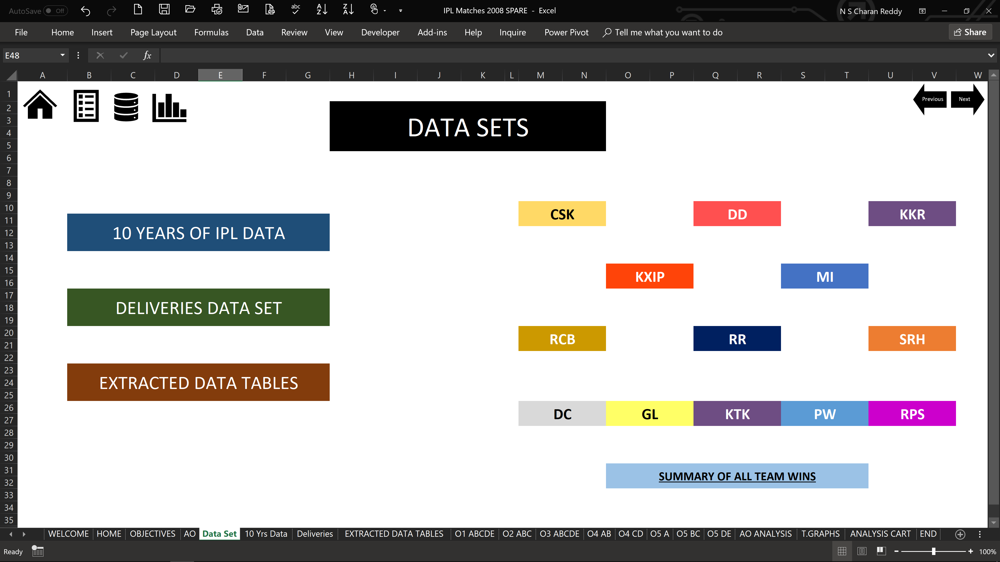 AutoSave Off
abc
A Z
Z A
IPL Matches 2008 SPARE - Excel
N S Charan Reddy
File Home Insert Page Layout Formulas Data Review View Developer Add-ins Help Inquire Power Pivot Tell me what you want to do Share
E48 fx
A B C D E F G H I J K L M N O P Q R S T U V W
1
2
3
4
5
6
7
8
9
10
11
12
13
14
15
16
17
18
19
20
21
22
23
24
25
26
27
28
29
30
31
32
33
34
35
Previous Next
DATA SETS
CSK DD KKR
10 YEARS OF IPL DATA
KXIP MI
DELIVERIES DATA SET
RCB RR SRH
EXTRACTED DATA TABLES
DC GL KTK PW RPS
SUMMARY OF ALL TEAM WINS
WELCOME HOME OBJECTIVES AO Data Set 10 Yrs Data Deliveries EXTRACTED DATA TABLES O1 ABCDE O2 ABC O3 ABCDE O4 AB O4 CD O5 A O5 BC O5 DE AO ANALYSIS T.GRAPHS ANALYSIS CART END
Ready 100%